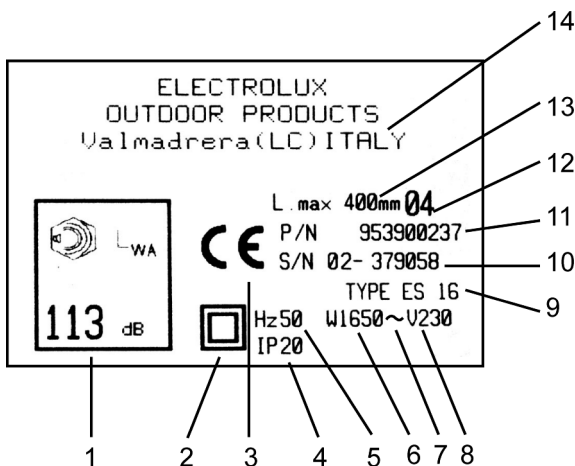 14
ELECTROLUX
OUTDOOR PRODUCTS
Valmadrera(LC)ITALY
13
12
L.max 400mm 04
11
P/N 953900237
LWA
CE
S/N 02-379058
10
TYPE ES 16
9
113 dB
Hz50 W1650~V230
IP20
1 2 3 4 5 6 7 8